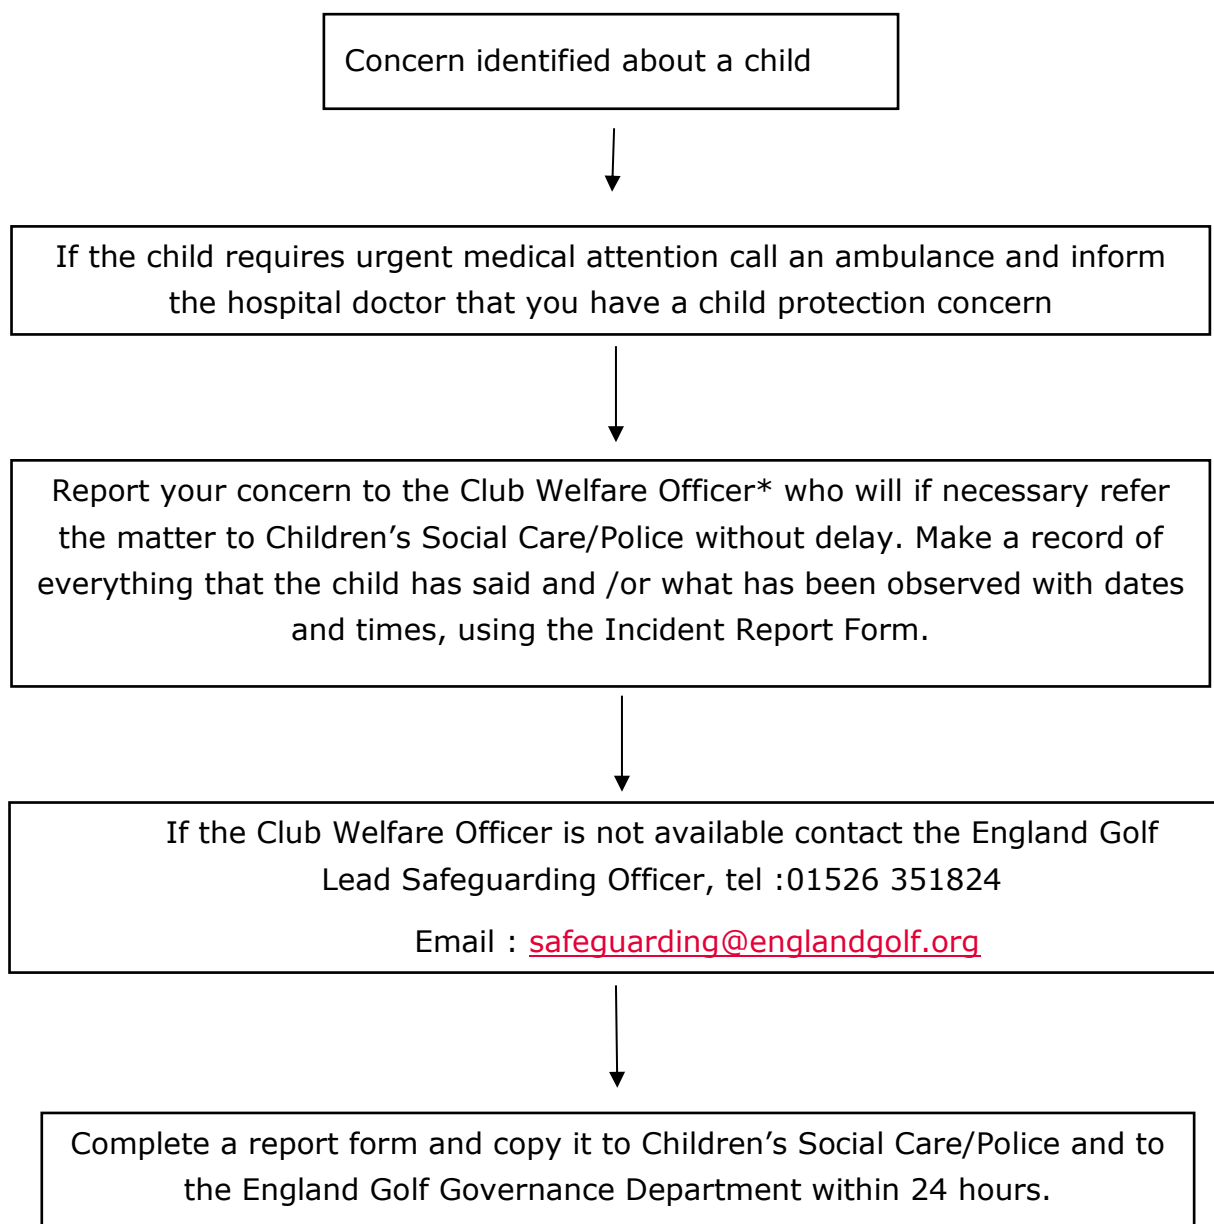 Concern identified about a child
If the child requires urgent medical attention call an ambulance and inform
the hospital doctor that you have a child protection concern
Report your concern to the Club Welfare Officer* who will if necessary refer
the matter to Children’s Social Care/Police without delay. Make a record of
everything that the child has said and /or what has been observed with dates
and times, using the Incident Report Form.
If the Club Welfare Officer is not available contact the England Golf
Lead Safeguarding Officer, tel :01526 351824
Email : safeguarding@englandgolf.org
Complete a report form and copy it to Children’s Social Care/Police and to
the England Golf Governance Department within 24 hours.